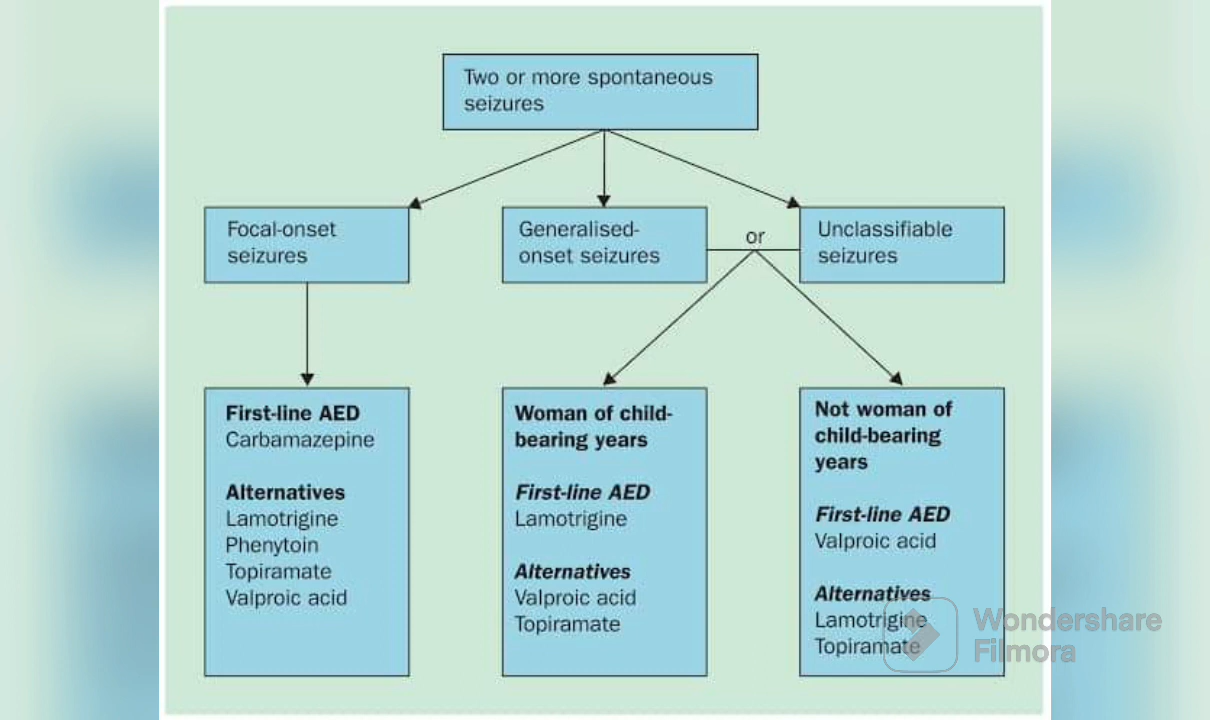 Two or more spontaneous
seizures
Focal-onset
seizures
Generalised-
onset seizures
or
Unclassifiable
seizures
First-line AED
Carbamazepine
Alternatives
Lamotrigine
Phenytoin
Topiramate
Valproic acid
Woman of child-
bearing years
First-line AED
Lamotrigine
Alternatives
Valproic acid
Topiramate
Not woman of
child-bearing
years
First-line AED
Valproic acid
Alternatives
Lamotrigine
Topiramate
Wondershare
Filmora